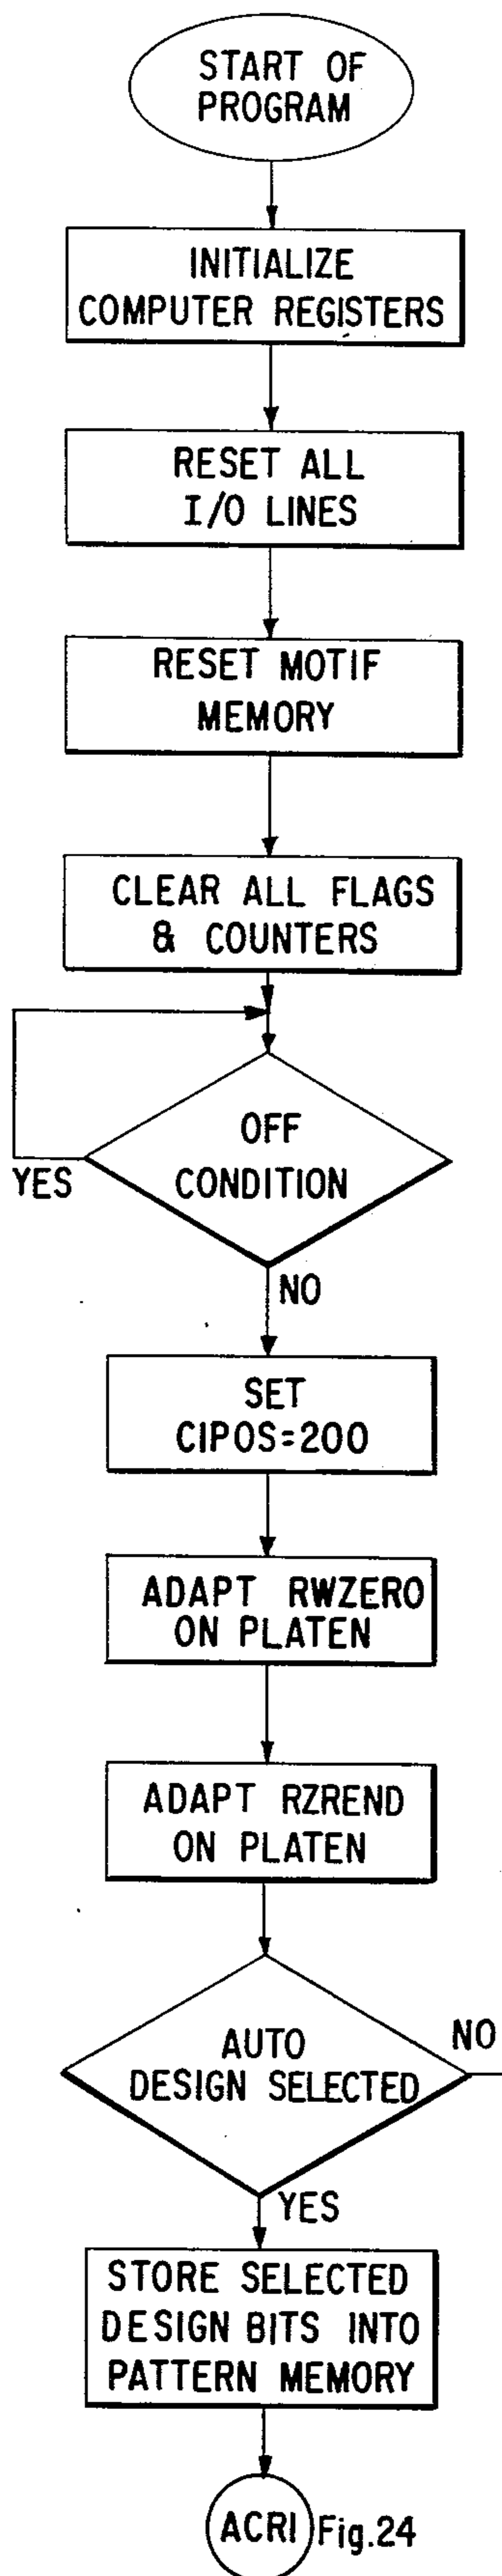 START OF
PROGRAM
INITIALIZE
COMPUTER REGISTERS
RESET ALL
I/O LINES
RESET MOTIF
MEMORY
CLEAR ALL FLAGS
& COUNTERS
OFF
CONDITION
YES
NO
SET
CIPOS=200
ADAPT RWZERO
ON PLATEN
ADAPT RZREND
ON PLATEN
AUTO
DESIGN SELECTED
NO
YES
STORE SELECTED
DESIGN BITS INTO
PATTERN MEMORY
ACRI Fig.24